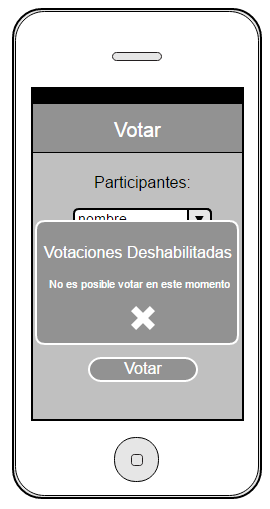 Votar
Participantes:
nombre
Votaciones Deshabilitadas
No es posible votar en este momento
Votar